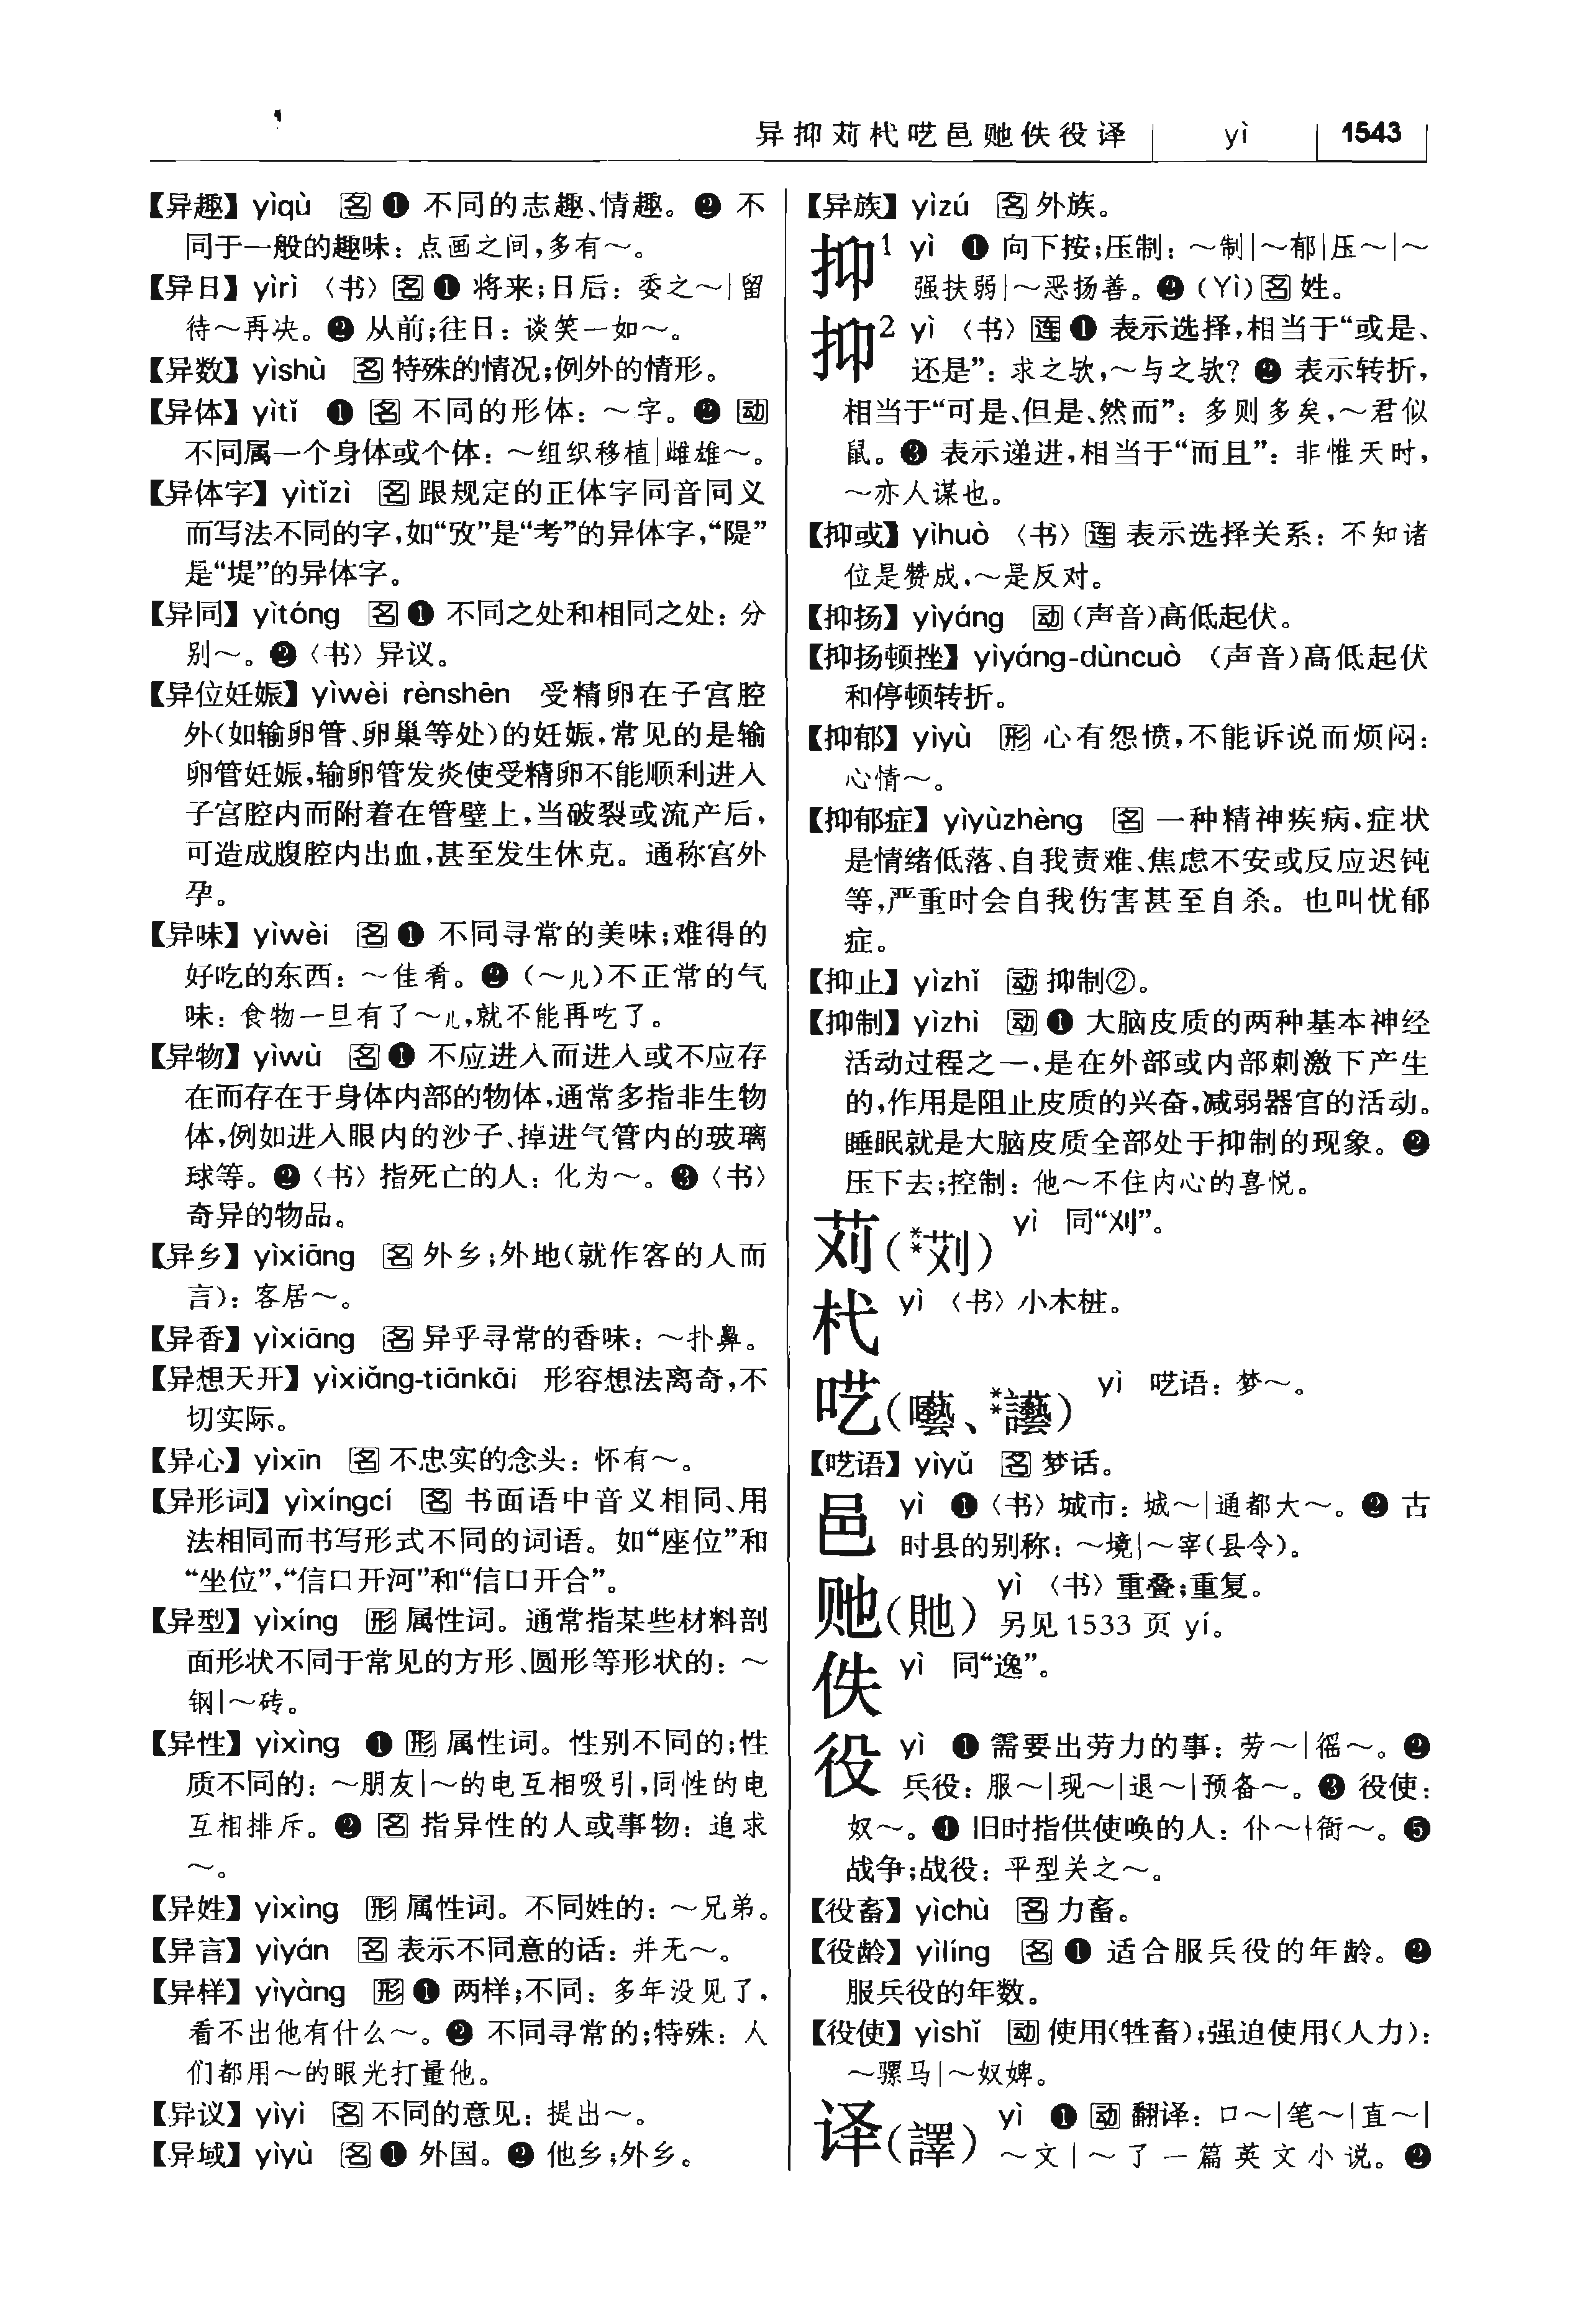 异抑苅杙呓邑贻佚役译 yì 1543
【异趣】yìqù 名❶ 不同的志趣、情趣。❷ 不
同于一般的趣味：点画之间，多有～。
【异日】yìrì 〈书〉名❶ 将来；日后：委之～|留
待～再决。❷ 从前；往日：谈笑一如～。
【异数】yìshù 名 特殊的情况；例外的情形。
【异体】yìtǐ ❶ 名 不同的形体：～字。❷ 动
不同属一个身体或个体：～组织移植|雌雄～。
【异体字】yìtǐzì 名 跟规定的正体字同音同义
而写法不同的字，如“攷”是“考”的异体字，“隄”
是“堤”的异体字。
【异同】yìtóng 名❶ 不同之处和相同之处：分
别～。❷〈书〉异议。
【异位妊娠】yìwèi rènshēn 受精卵在子宫腔
外（如输卵管、卵巢等处）的妊娠，常见的是输
卵管妊娠，输卵管发炎使受精卵不能顺利进入
子宫腔内而附着在管壁上，当破裂或流产后，
可造成腹腔内出血，甚至发生休克。通称宫外
孕。
【异味】yìwèi 名❶ 不同寻常的美味；难得的
好吃的东西：～佳肴。❷（～儿）不正常的气
味：食物一旦有了～儿，就不能再吃了。
【异物】yìwù 名❶ 不应进入而进入或不应存
在而存在于身体内部的物体，通常多指非生物
体，例如进入眼内的沙子、掉进气管内的玻璃
球等。❷〈书〉指死亡的人：化为～。❸〈书〉
奇异的物品。
【异乡】yìxiāng 名 外乡；外地（就作客的人而
言）：客居～。
【异香】yìxiāng 名 异乎寻常的香味：～扑鼻。
【异想天开】yìxiǎng-tiānkāi 形容想法离奇，不
切实际。
【异心】yìxīn 名 不忠实的念头：怀有～。
【异形词】yìxíngcí 名 书面语中音义相同、用
法相同而书写形式不同的词语。如“座位”和
“坐位”，“信口开河”和“信口开合”。
【异型】yìxíng 形 属性词。通常指某些材料剖
面形状不同于常见的方形、圆形等形状的：～
钢|～砖。
【异性】yìxìng ❶ 形 属性词。性别不同的；性
质不同的：～朋友|～的电互相吸引，同性的电
互相排斥。❷ 名 指异性的人或事物：追求
～。
【异姓】yìxìng 形 属性词。不同姓的：～兄弟。
【异言】yìyán 名 表示不同意的话：并无～。
【异样】yìyàng 形❶ 两样；不同：多年没见了，
看不出他有什么～。❷ 不同寻常的；特殊：人
们都用～的眼光打量他。
【异议】yìyì 名 不同的意见：提出～。
【异域】yìyù 名❶ 外国。❷ 他乡；外乡。
【异族】yìzú 名 外族。
抑1 yì ❶ 向下按；压制：～制|～郁|压～|～
强扶弱|～恶扬善。❷（Yì）名 姓。
抑2 yì 〈书〉连❶ 表示选择，相当于“或是、
还是”：求之欤，～与之欤？❷ 表示转折，
相当于“可是、但是、然而”：多则多矣，～君似
鼠。❸ 表示递进，相当于“而且”：非惟天时，
～亦人谋也。
【抑或】yìhuò 〈书〉连 表示选择关系：不知诸
位是赞成，～是反对。
【抑扬】yìyáng 动（声音）高低起伏。
【抑扬顿挫】yìyáng-dùncuò （声音）高低起伏
和停顿转折。
【抑郁】yìyù 形 心有怨愤，不能诉说而烦闷：
心情～。
【抑郁症】yìyùzhèng 名 一种精神疾病，症状
是情绪低落、自我责难、焦虑不安或反应迟钝
等，严重时会自我伤害甚至自杀。也叫忧郁
症。
【抑止】yìzhǐ 动 抑制②。
【抑制】yìzhì 动❶ 大脑皮质的两种基本神经
活动过程之一，是在外部或内部刺激下产生
的，作用是阻止皮质的兴奋，减弱器官的活动。
睡眠就是大脑皮质全部处于抑制的现象。❷
压下去；控制：他～不住内心的喜悦。
苅（**苅） yì 同“刈”。
杙 yì 〈书〉小木桩。
呓（囈、**讛） yì 呓语：梦～。
【呓语】yìyǔ 名 梦话。
邑 yì ❶〈书〉城市：城～|通都大～。❷ 古
时县的别称：～境|～宰（县令）。
贻（貤） yì 〈书〉重叠；重复。
另见1533页 yí。
佚 yì 同“逸”。
役 yì ❶ 需要出劳力的事：劳～|徭～。❷
兵役：服～|现～|退～|预备～。❸ 役使：
奴～。❹ 旧时指供使唤的人：仆～|衙～。❺
战争；战役：平型关之～。
【役畜】yìchù 名 力畜。
【役龄】yìlíng 名❶ 适合服兵役的年龄。❷
服兵役的年数。
【役使】yìshǐ 动 使用（牲畜）；强迫使用（人力）：
～骡马|～奴婢。
译（譯） yì ❶ 动 翻译：口～|笔～|直～|
～文|～了一篇英文小说。❷